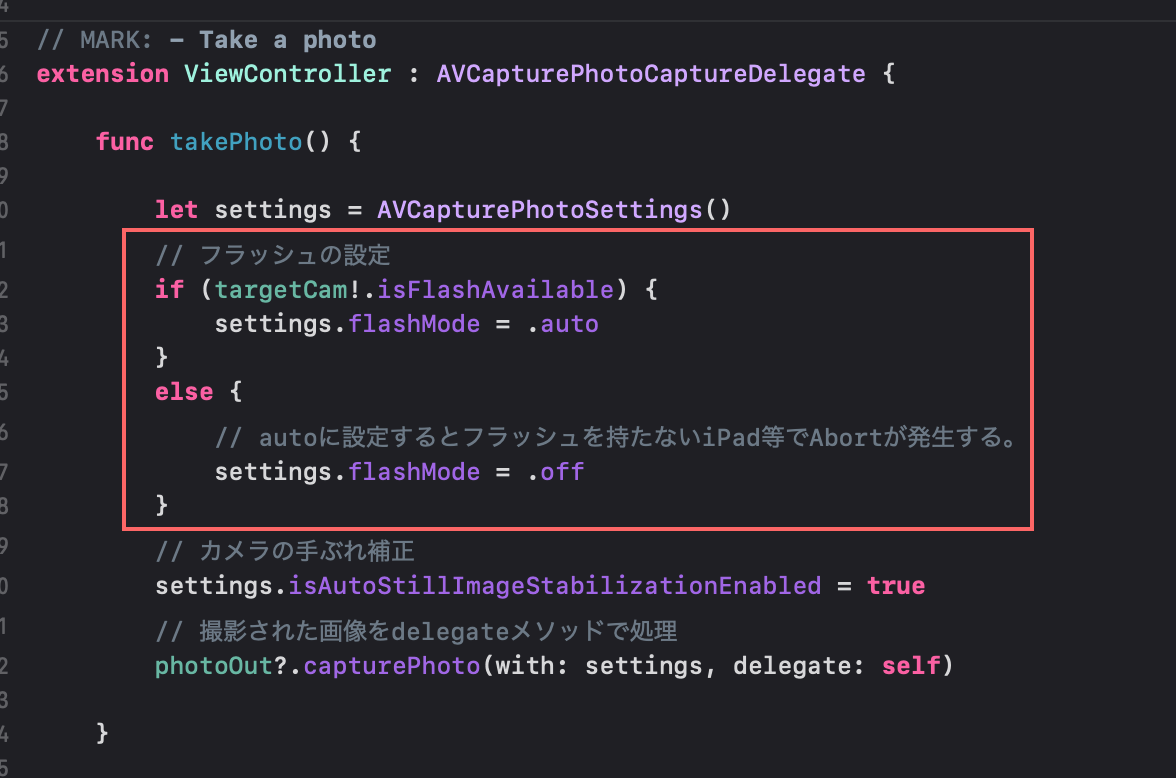 4
5 // MARK: - Take a photo
6 extension ViewController : AVCapturePhotoCaptureDelegate {
7
8 func takePhoto() {
9
0 let settings = AVCapturePhotoSettings()
1 // フラッシュの設定
2 if (targetCam!.isFlashAvailable) {
3 settings.flashMode = .auto
4 }
5 else {
6 // autoに設定するとフラッシュを持たないiPad等でAbortが発生する。
7 settings.flashMode = .off
8 }
9 // カメラの手ぶれ補正
0 settings.isAutoStillImageStabilizationEnabled = true
1 // 撮影された画像をdelegateメソッドで処理
2 photoOut?.capturePhoto(with: settings, delegate: self)
3
4 }
5